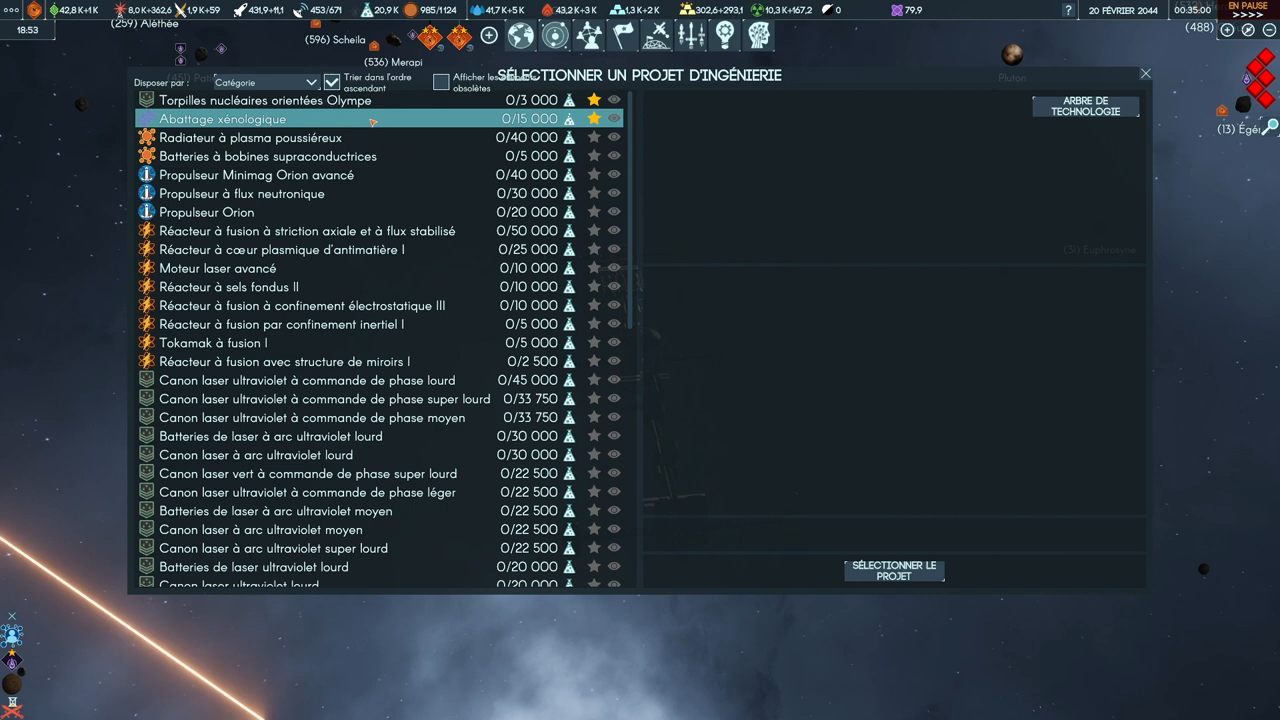 42,8 K+1K
8,0 K+362,6
1,9 K+59
431,9+11,1
453/671
20,9 K
985/1124
41,7 K+5 K
43,2 K+3 K
1,3 K+2 K
302,6+293,1
10,3 K+167,2
0
79,9
?
20 FÉVRIER 2044
00:35:00
EN PAUSE
>>>>
18:53
(259) Aléthée
(596) Scheila
(536) Merapi
(488)
Pluton
(13) Égér
(31) Euphrosyne
SÉLECTIONNER UN PROJET D'INGÉNIERIE
Disposer par :
Catégorie
Trier dans l'ordre
ascendant
Afficher les
obsolètes
ARBRE DE
TECHNOLOGIE
Torpilles nucléaires orientées Olympe 0/3 000
Abattage xénologique 0/15 000
Radiateur à plasma poussiéreux 0/40 000
Batteries à bobines supraconductrices 0/5 000
Propulseur Minimag Orion avancé 0/40 000
Propulseur à flux neutronique 0/30 000
Propulseur Orion 0/20 000
Réacteur à fusion à striction axiale et à flux stabilisé 0/50 000
Réacteur à cœur plasmique d'antimatière I 0/25 000
Moteur laser avancé 0/10 000
Réacteur à sels fondus II 0/10 000
Réacteur à fusion à confinement électrostatique III 0/10 000
Réacteur à fusion par confinement inertiel I 0/5 000
Tokamak à fusion I 0/5 000
Réacteur à fusion avec structure de miroirs I 0/2 500
Canon laser ultraviolet à commande de phase lourd 0/45 000
Canon laser ultraviolet à commande de phase super lourd 0/33 750
Canon laser ultraviolet à commande de phase moyen 0/33 750
Batteries de laser à arc ultraviolet lourd 0/30 000
Canon laser à arc ultraviolet lourd 0/30 000
Canon laser vert à commande de phase super lourd 0/22 500
Canon laser ultraviolet à commande de phase léger 0/22 500
Batteries de laser à arc ultraviolet moyen 0/22 500
Canon laser à arc ultraviolet moyen 0/22 500
Canon laser à arc ultraviolet super lourd 0/22 500
Batteries de laser ultraviolet lourd 0/20 000
Canon laser ultraviolet lourd 0/20 000
SÉLECTIONNER LE
PROJET